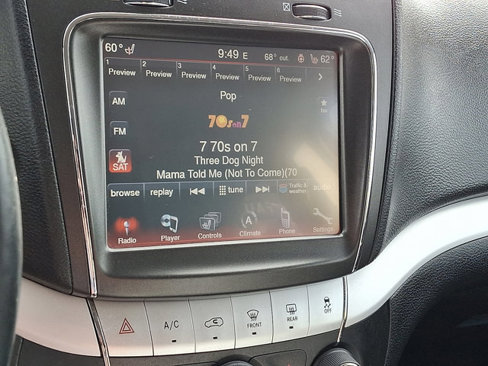 60° 9:49 E 68° out. 62°
1 2 3 4 5 6
Preview Preview Preview Preview Preview Preview
Pop
AM
fav
70s on 7
FM
7 70s on 7
Three Dog Night
SAT
Mama Told Me (Not To Come)(70
browse replay tune Traffic & weather audio
Radio Player Controls A Climate Phone Settings
A/C FRONT REAR OFF